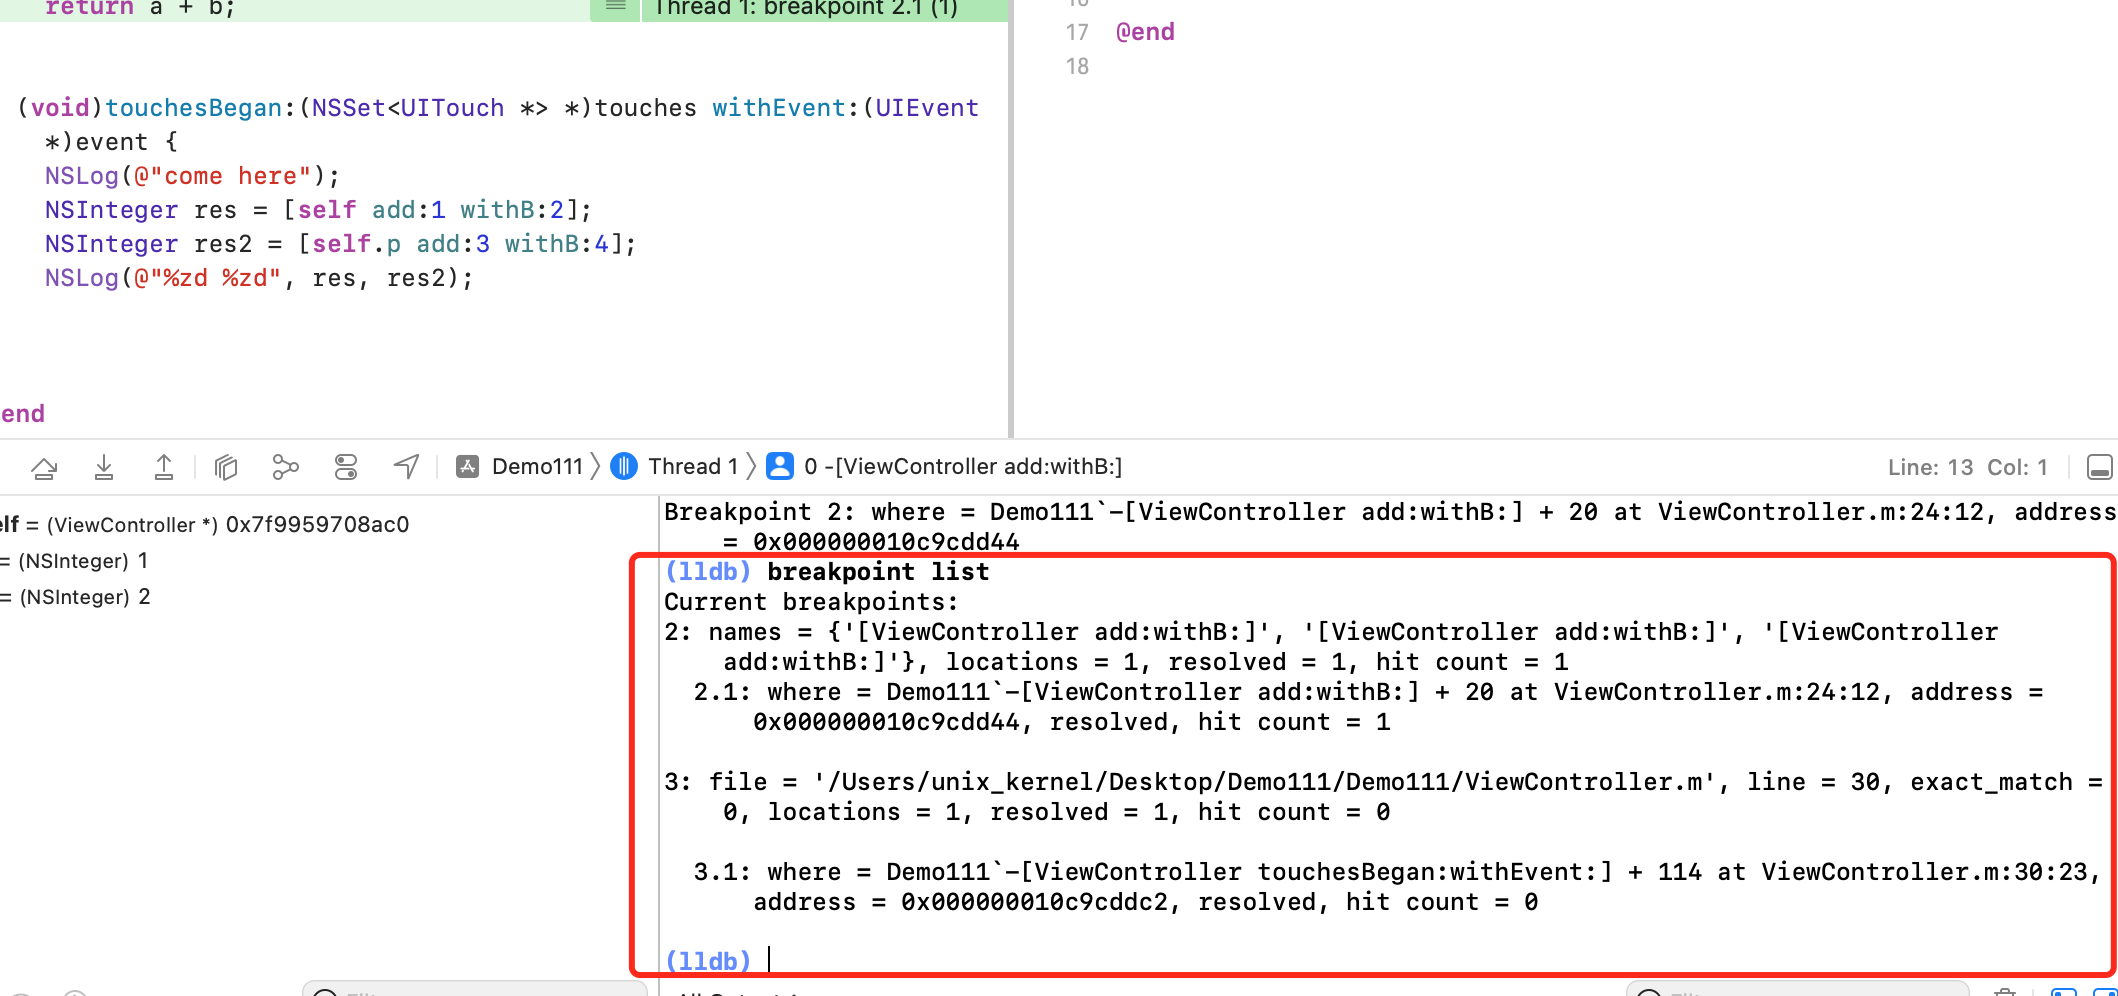 return a + b;
Thread 1: breakpoint 2.1 (1)
(void)touchesBegan:(NSSet<UITouch *> *)touches withEvent:(UIEvent
*)event {
NSLog(@"come here");
NSInteger res = [self add:1 withB:2];
NSInteger res2 = [self.p add:3 withB:4];
NSLog(@"%zd %zd", res, res2);
end
17 @end
18
Demo111 〉 Thread 1 〉 0 -[ViewController add:withB:]
Line: 13 Col: 1
elf = (ViewController *) 0x7f9959708ac0
= (NSInteger) 1
= (NSInteger) 2
Breakpoint 2: where = Demo111`-[ViewController add:withB:] + 20 at ViewController.m:24:12, address
= 0x000000010c9cdd44
(lldb) breakpoint list
Current breakpoints:
2: names = {'[ViewController add:withB:]', '[ViewController add:withB:]', '[ViewController
add:withB:]'}, locations = 1, resolved = 1, hit count = 1
2.1: where = Demo111`-[ViewController add:withB:] + 20 at ViewController.m:24:12, address =
0x000000010c9cdd44, resolved, hit count = 1
3: file = '/Users/unix_kernel/Desktop/Demo111/Demo111/ViewController.m', line = 30, exact_match =
0, locations = 1, resolved = 1, hit count = 0
3.1: where = Demo111`-[ViewController touchesBegan:withEvent:] + 114 at ViewController.m:30:23,
address = 0x000000010c9cddc2, resolved, hit count = 0
(lldb)